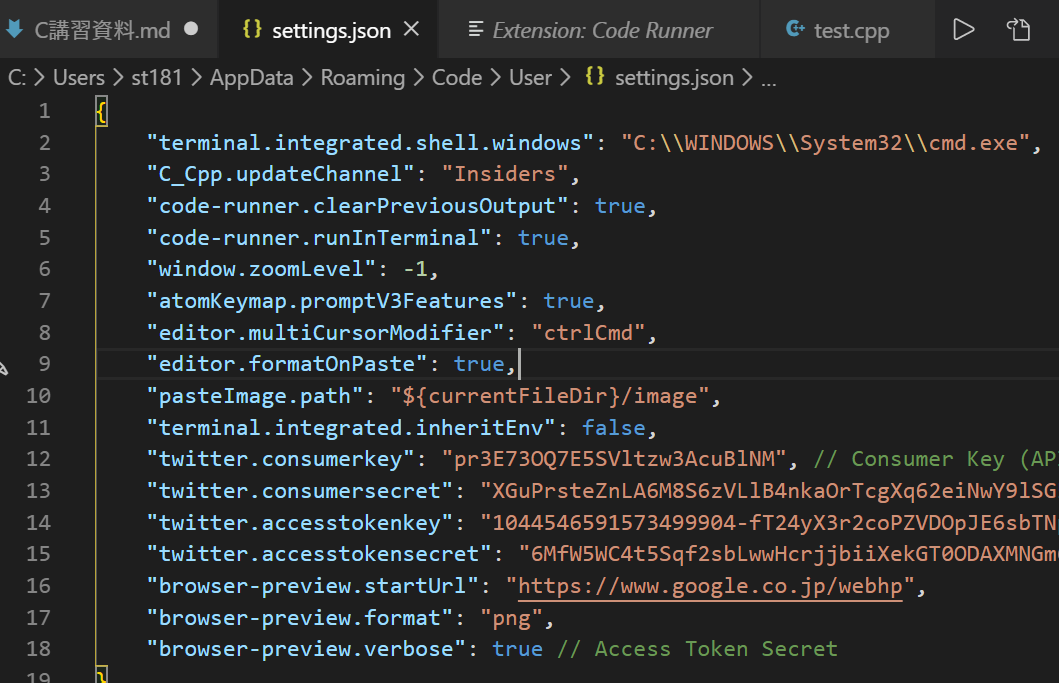 C講習資料.md settings.json Extension: Code Runner test.cpp
C: > Users > st181 > AppData > Roaming > Code > User > {} settings.json > ...
1 {
2 "terminal.integrated.shell.windows": "C:\\WINDOWS\\System32\\cmd.exe",
3 "C_Cpp.updateChannel": "Insiders",
4 "code-runner.clearPreviousOutput": true,
5 "code-runner.runInTerminal": true,
6 "window.zoomLevel": -1,
7 "atomKeymap.promptV3Features": true,
8 "editor.multiCursorModifier": "ctrlCmd",
9 "editor.formatOnPaste": true,
10 "pasteImage.path": "${currentFileDir}/image",
11 "terminal.integrated.inheritEnv": false,
12 "twitter.consumerkey": "pr3E73OQ7E5SVltzw3AcuBlNM", // Consumer Key (AP
13 "twitter.consumersecret": "XGuPrsteZnLA6M8S6zVLlB4nkaOrTcgXq62eiNwY9lSG
14 "twitter.accesstokenkey": "1044546591573499904-fT24yX3r2coPZVDOpJE6sbTN
15 "twitter.accesstokensecret": "6MfW5WC4t5Sqf2sbLwwHcrjjbiiXekGT0ODAXMNGm
16 "browser-preview.startUrl": "https://www.google.co.jp/webhp",
17 "browser-preview.format": "png",
18 "browser-preview.verbose": true // Access Token Secret
19 }